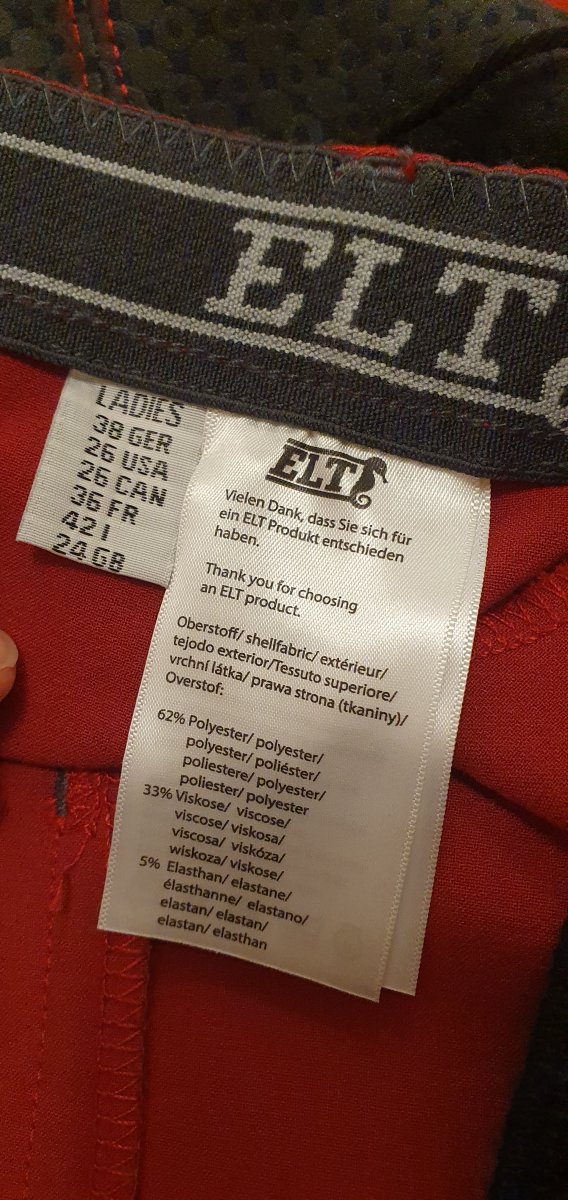 ELT
LADIES
38 GER
26 USA
26 CAN
36 FR
42 I
24 GB
ELT
Vielen Dank, dass Sie sich für
ein ELT Produkt entschieden
haben.
Thank you for choosing
an ELT product.
Oberstoff/ shellfabric/ extérieur/
tejodo exterior/Tessuto superiore/
vrchní látka/ prawa strona (tkaniny)/
Overstof:
62% Polyester/ polyester/
polyester/ poliéster/
poliestere/ polyester/
poliester/ polyester
33% Viskose/ viscose/
viscose/ viskosa/
viscosa/ viskóza/
wiskoza/ viskose/
5% Elasthan/ elastane/
élasthanne/ elastano/
elastan/ elastan/
elastan/ elasthan